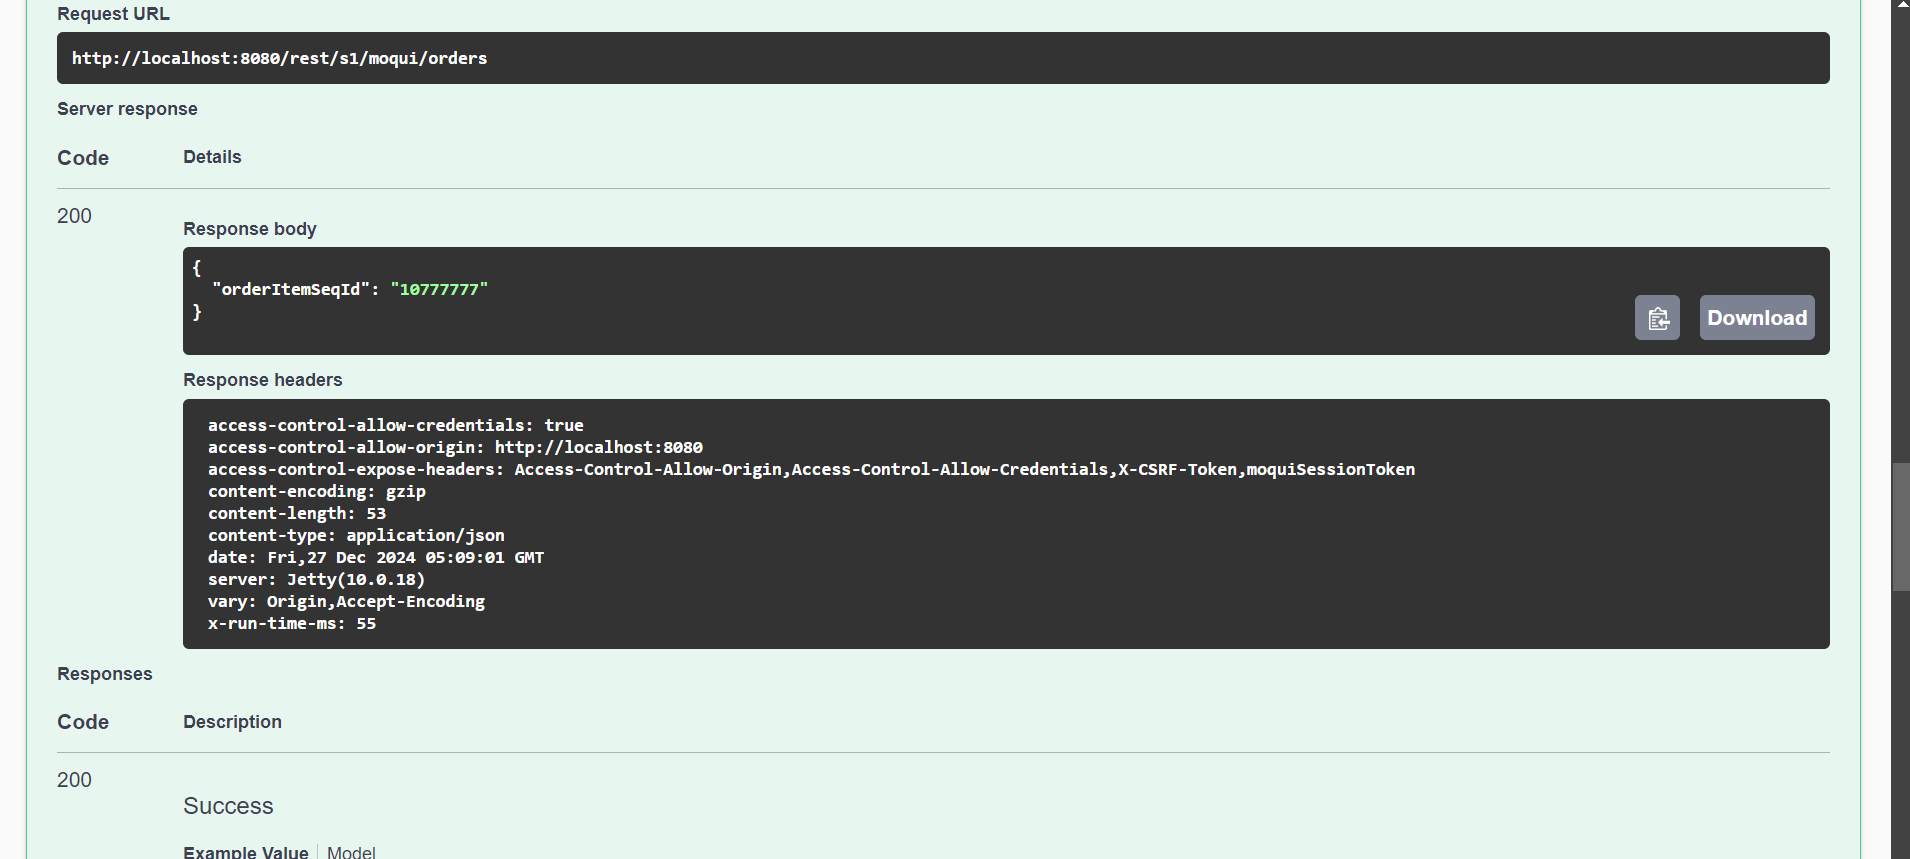 Request URL
http://localhost:8080/rest/s1/moqui/orders
Server response
Code Details
200
Response body
{
"orderItemSeqId": "10777777"
}
Download
Response headers
access-control-allow-credentials: true
access-control-allow-origin: http://localhost:8080
access-control-expose-headers: Access-Control-Allow-Origin,Access-Control-Allow-Credentials,X-CSRF-Token,moquiSessionToken
content-encoding: gzip
content-length: 53
content-type: application/json
date: Fri,27 Dec 2024 05:09:01 GMT
server: Jetty(10.0.18)
vary: Origin,Accept-Encoding
x-run-time-ms: 55
Responses
Code Description
200
Success
Example Value Model